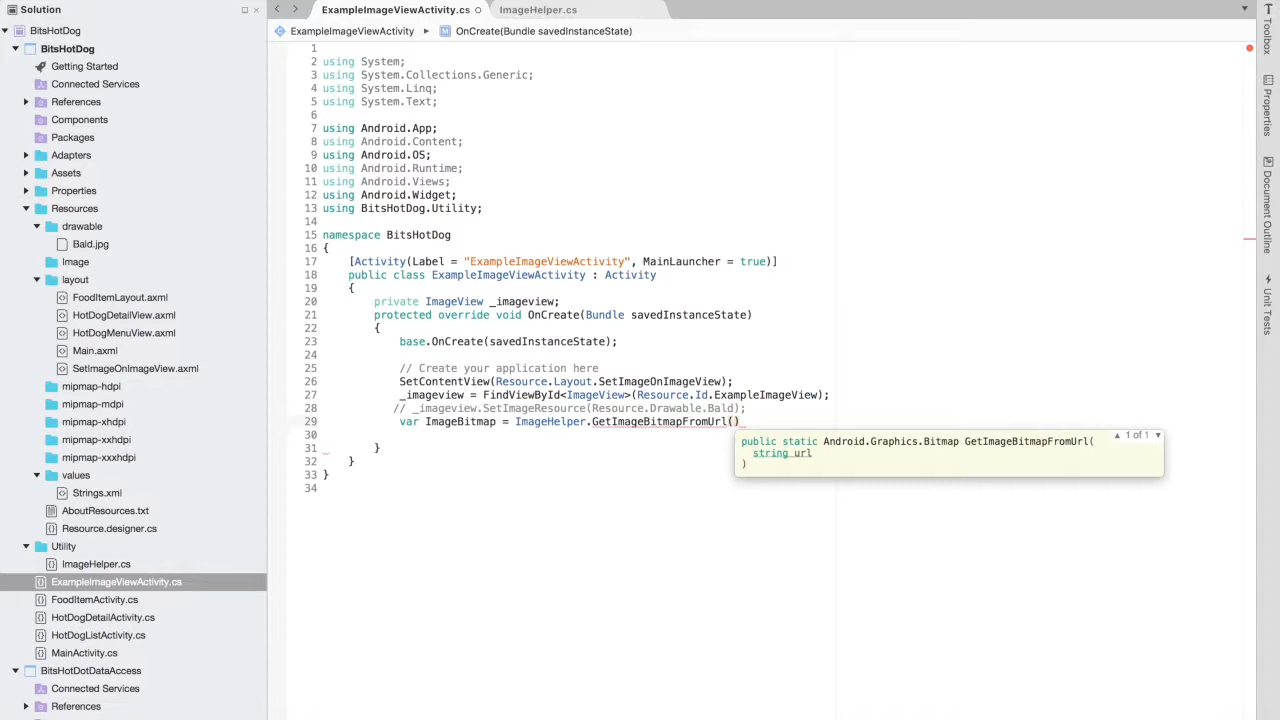 Solution
BitsHotDog
BitsHotDog
Getting Started
Connected Services
References
Components
Packages
Adapters
Assets
Properties
Resources
drawable
Bald.jpg
Image
layout
FoodItemLayout.axml
HotDogDetailView.axml
HotDogMenuView.axml
Main.axml
SetImageOnImageView.axml
mipmap-hdpi
mipmap-mdpi
mipmap-xhdpi
mipmap-xxhdpi
mipmap-xxxhdpi
values
Strings.xml
AboutResources.txt
Resource.designer.cs
Utility
ImageHelper.cs
ExampleImageViewActivity.cs
FoodItemActivity.cs
HotDogDetailActivity.cs
HotDogListActivity.cs
MainActivity.cs
BitsHotDotDataAccess
Connected Services
References
ExampleImageViewActivity.cs
ImageHelper.cs
ExampleImageViewActivity
M OnCreate(Bundle savedInstanceState)
1
2 using System;
3 using System.Collections.Generic;
4 using System.Linq;
5 using System.Text;
6
7 using Android.App;
8 using Android.Content;
9 using Android.OS;
10 using Android.Runtime;
11 using Android.Views;
12 using Android.Widget;
13 using BitsHotDog.Utility;
14
15 namespace BitsHotDog
16 {
17 [Activity(Label = "ExampleImageViewActivity", MainLauncher = true)]
18 public class ExampleImageViewActivity : Activity
19 {
20 private ImageView _imageview;
21 protected override void OnCreate(Bundle savedInstanceState)
22 {
23 base.OnCreate(savedInstanceState);
24
25 // Create your application here
26 SetContentView(Resource.Layout.SetImageOnImageView);
27 _imageview = FindViewById<ImageView>(Resource.Id.ExampleImageView);
28 // _imageview.SetImageResource(Resource.Drawable.Bald);
29 var ImageBitmap = ImageHelper.GetImageBitmapFromUrl()
30
31 }
32 }
33 }
34
public static Android.Graphics.Bitmap GetImageBitmapFromUrl(
string url
)
▲ 1 of 1 ▼
Toolbox
Properties
Document Outline
Unit Tests